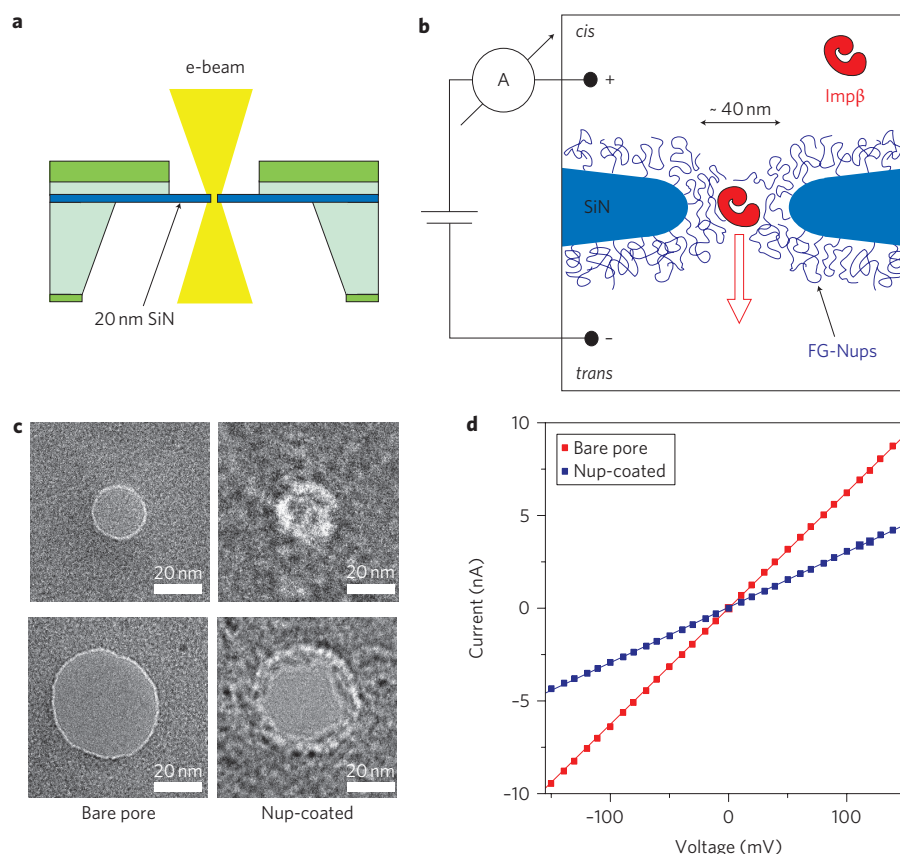 a
e-beam
20 nm SiN
b
cis
A
+
Impβ
~ 40 nm
SiN
–
FG-Nups
trans
c
20 nm
20 nm
20 nm
20 nm
Bare pore
Nup-coated
d
10
Bare pore
Nup-coated
5
0
-5
-10
Current (nA)
-100
0
100
Voltage (mV)